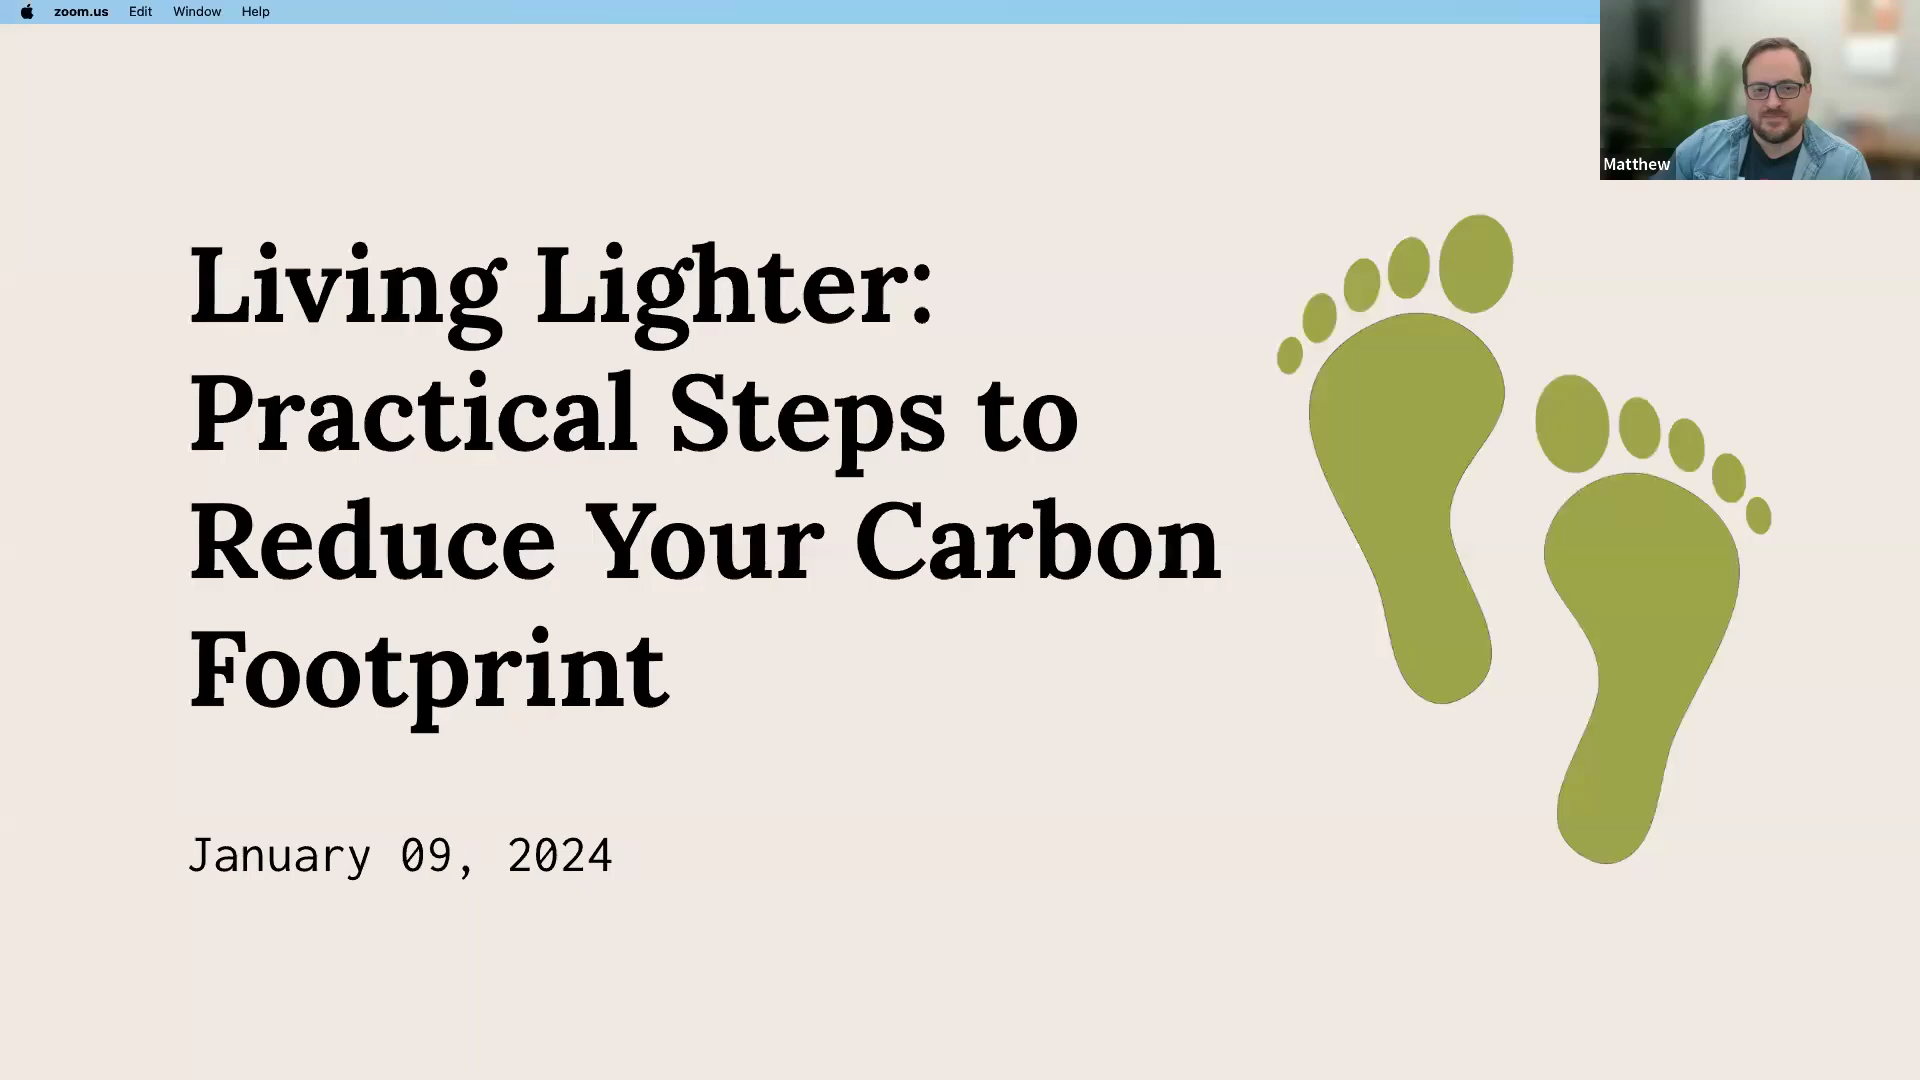 zoom.us Edit Window Help
Matthew
Living Lighter:
Practical Steps to
Reduce Your Carbon
Footprint
January 09, 2024